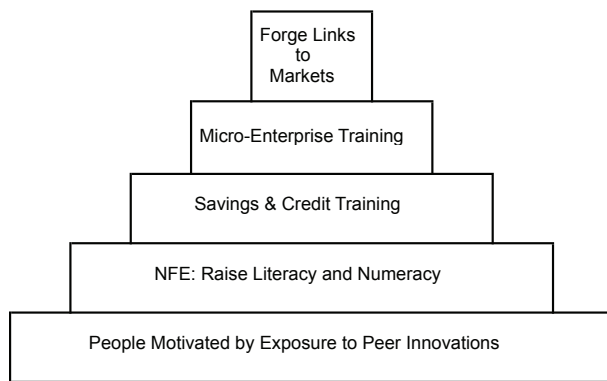 Forge Links
to
Markets
Micro-Enterprise Training
Savings & Credit Training
NFE: Raise Literacy and Numeracy
People Motivated by Exposure to Peer Innovations